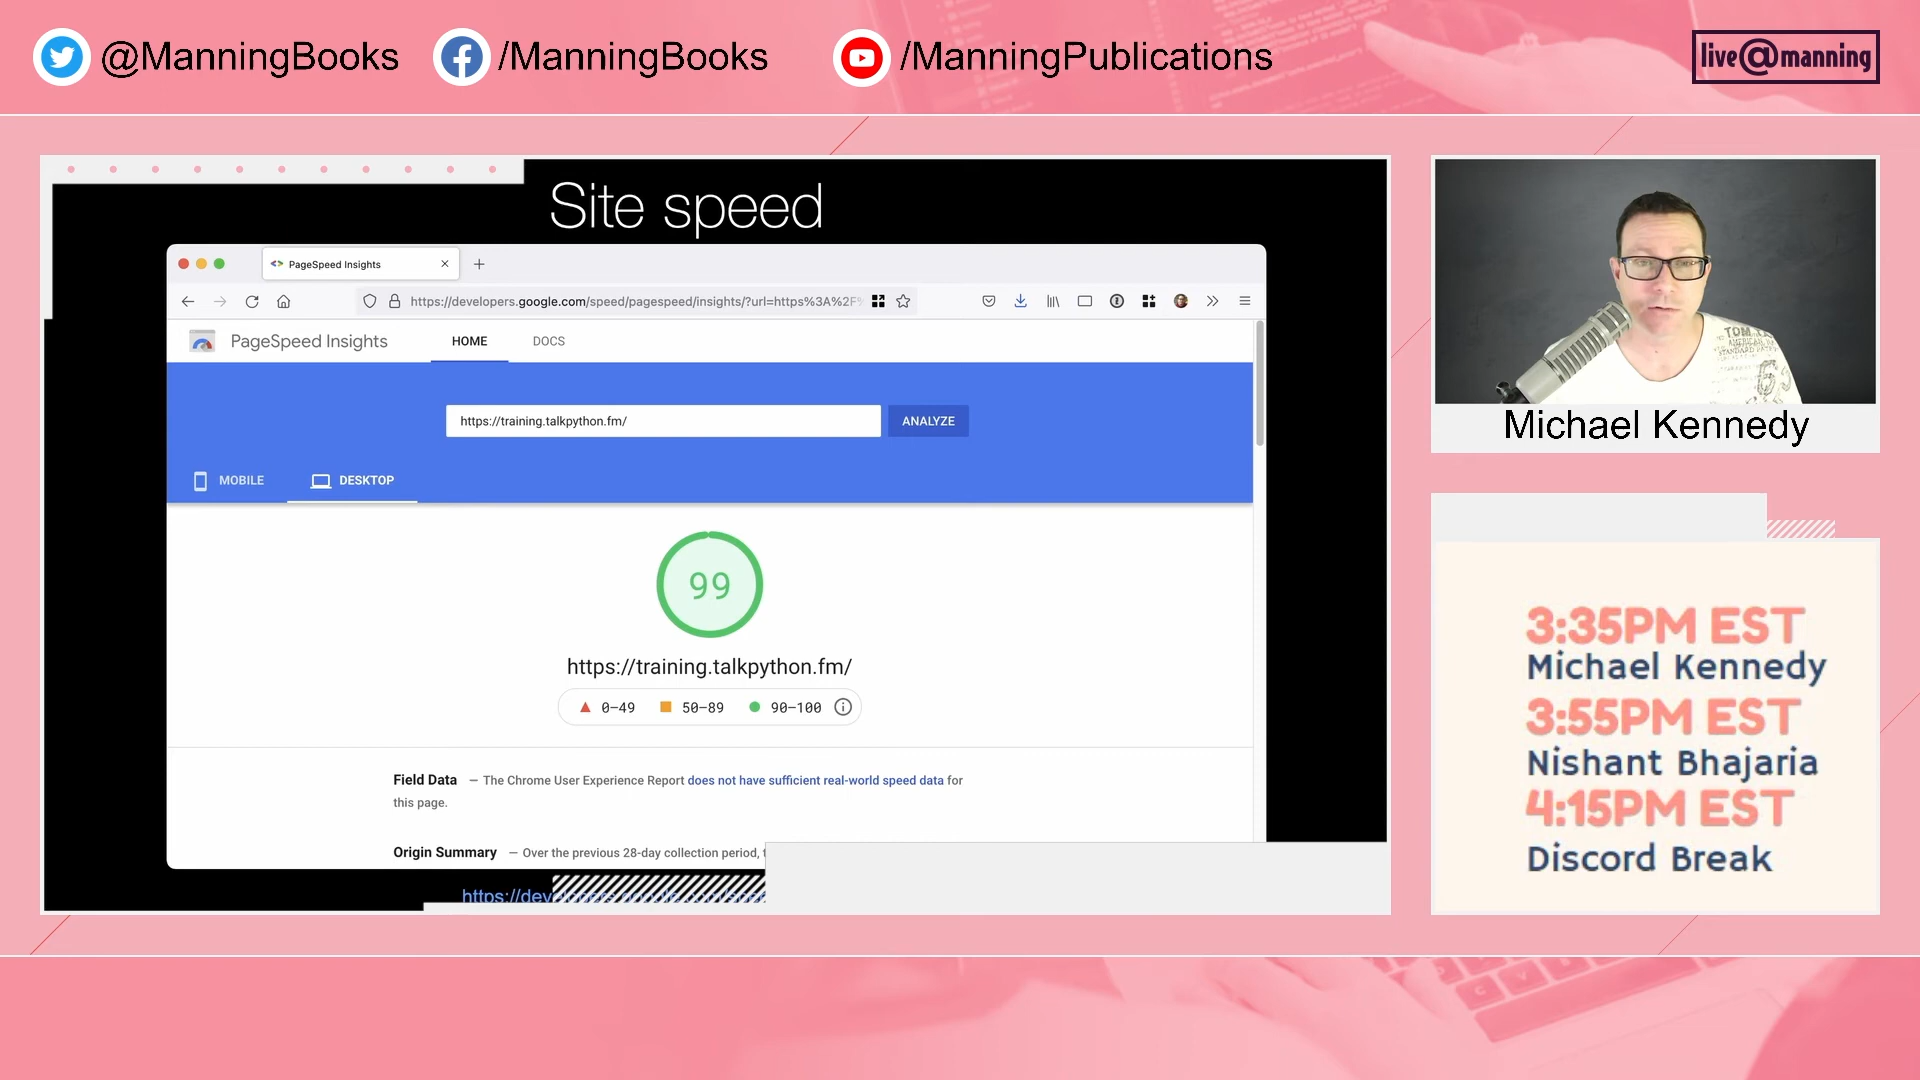 @ManningBooks
/ManningBooks
/ManningPublications
live@manning
Site speed
PageSpeed Insights
https://developers.google.com/speed/pagespeed/insights/?url=https%3A%2F%
PageSpeed Insights
HOME
DOCS
https://training.talkpython.fm/
ANALYZE
MOBILE
DESKTOP
99
https://training.talkpython.fm/
0–49
50–89
90–100
Field Data — The Chrome User Experience Report does not have sufficient real-world speed data for
this page.
Origin Summary — Over the previous 28-day collection period,
Michael Kennedy
3:35PM EST
Michael Kennedy
3:55PM EST
Nishant Bhajaria
4:15PM EST
Discord Break